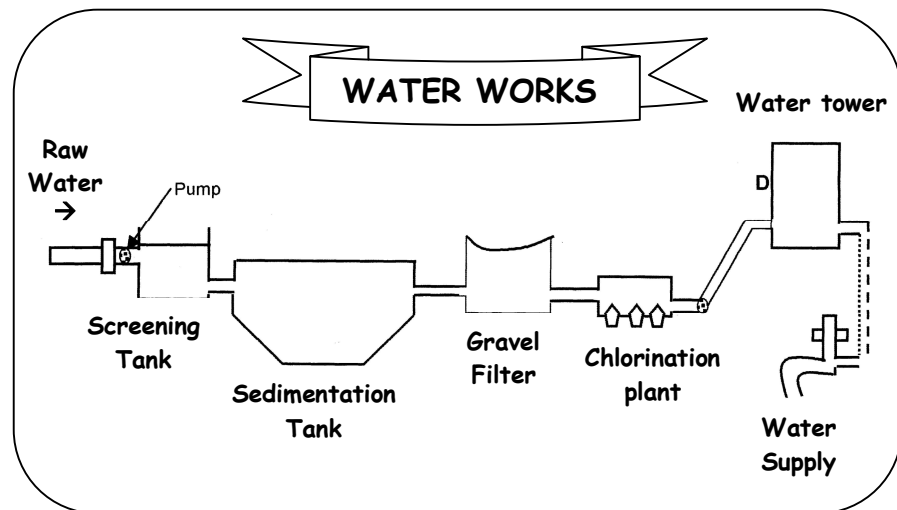 WATER WORKS
Water tower
Raw
Water
→
Pump
D
Screening
Tank
Sedimentation
Tank
Gravel
Filter
Chlorination
plant
Water
Supply